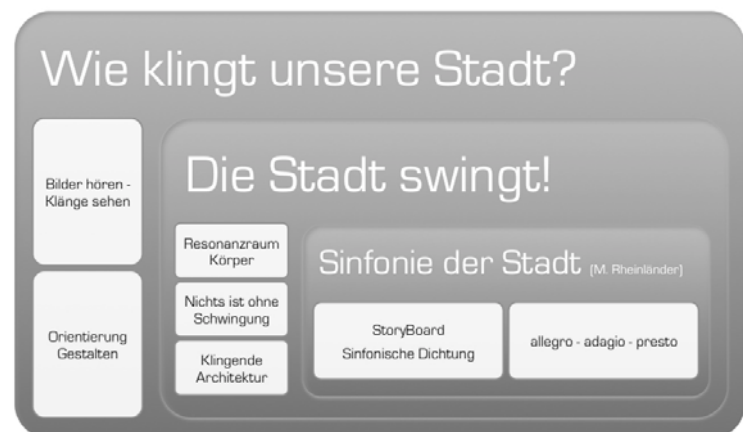 Wie klingt unsere Stadt?
Bilder hören -
Klänge sehen
Orientierung
Gestalten
Die Stadt swingt!
Resonanzraum
Körper
Nichts ist ohne
Schwingung
Klingende
Architektur
Sinfonie der Stadt (M. Rheinländer)
StoryBoard
Sinfonische Dichtung
allegro - adagio - presto